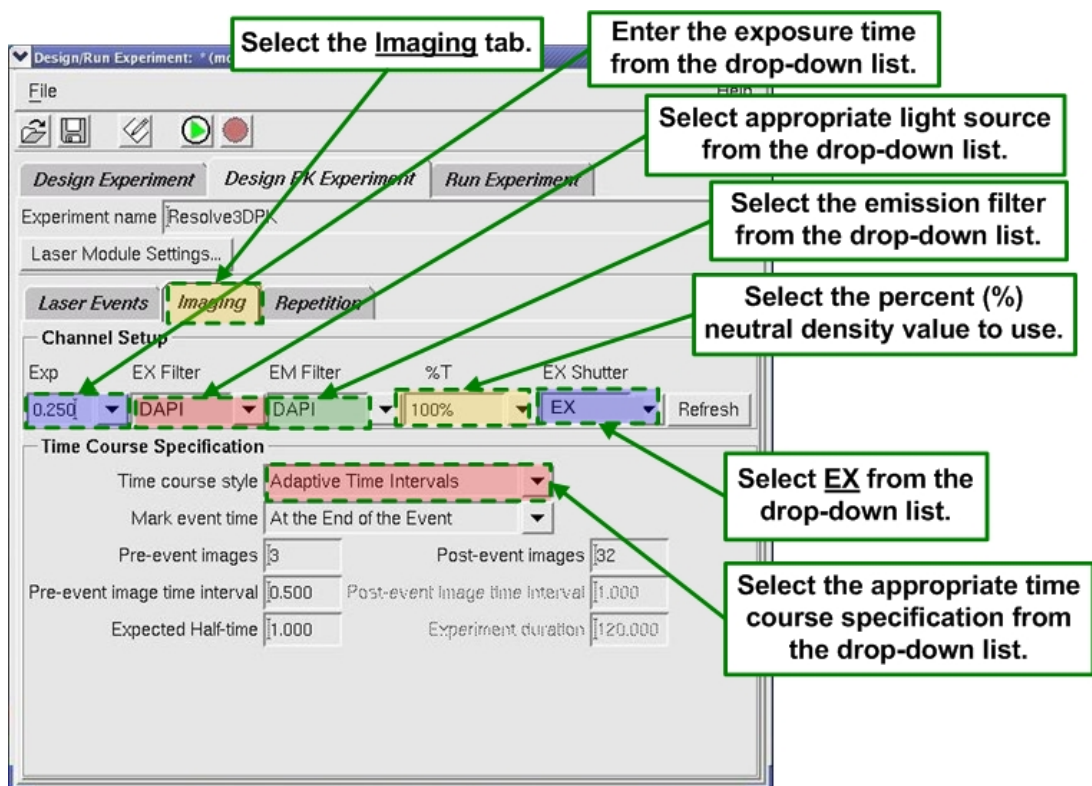 Select the Imaging tab.
Enter the exposure time
from the drop-down list.
Design/Run Experiment: * (mo
File
Help
Select appropriate light source
from the drop-down list.
Design Experiment
Design PK Experiment
Run Experiment
Experiment name
Resolve3DPK
Select the emission filter
from the drop-down list.
Laser Module Settings...
Laser Events
Imaging
Repetition
Select the percent (%)
neutral density value to use.
Channel Setup
Exp
EX Filter
EM Filter
%T
EX Shutter
0.250
DAPI
DAPI
100%
EX
Refresh
Time Course Specification
Time course style
Adaptive Time Intervals
Select EX from the
drop-down list.
Mark event time
At the End of the Event
Pre-event images
3
Post-event images
32
Pre-event image time interval
0.500
Post-event image time interval
1.000
Expected Half-time
1.000
Experiment duration
120.000
Select the appropriate time
course specification from
the drop-down list.